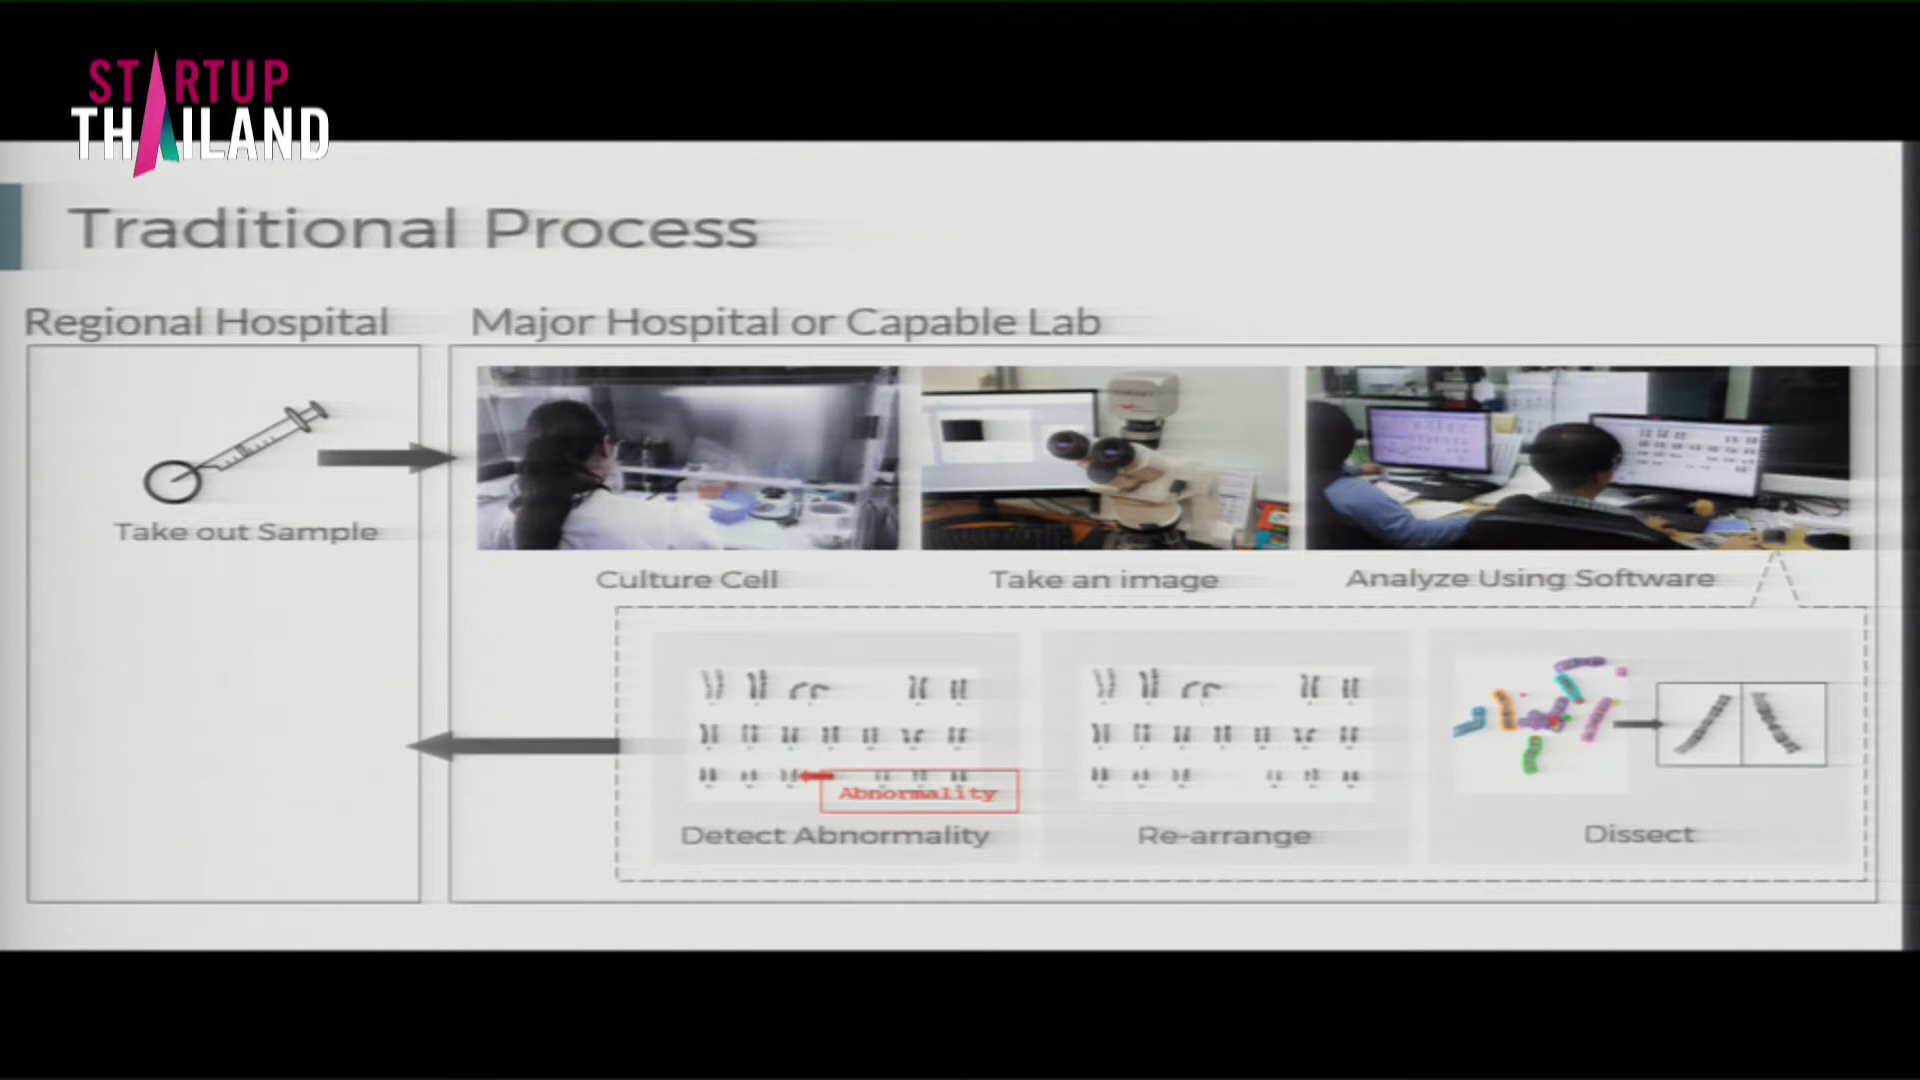 STARTUP
THAILAND
Traditional Process
Regional Hospital
Major Hospital or Capable Lab
Take out Sample
Culture Cell
Take an image
Analyze Using Software
Abnormality
Detect Abnormality
Re-arrange
Dissect